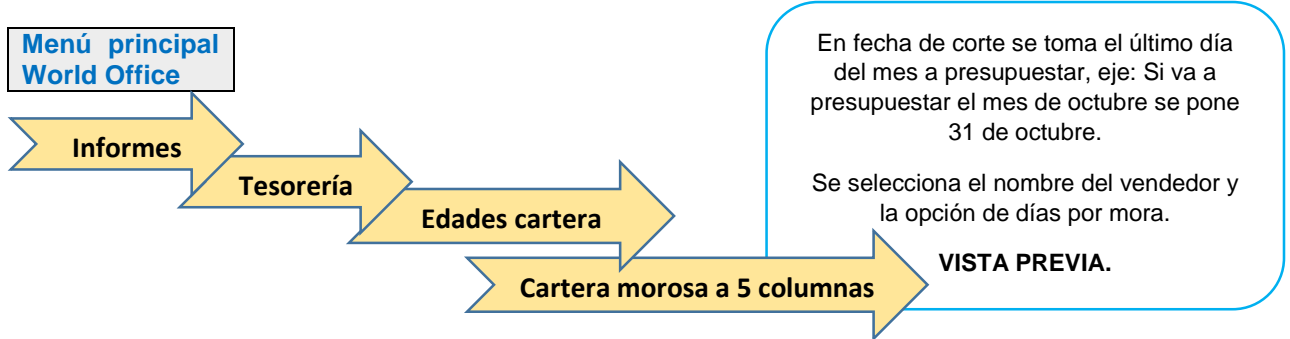 Menú principal
World Office
Informes
Tesorería
Edades cartera
Cartera morosa a 5 columnas
En fecha de corte se toma el último día
del mes a presupuestar, eje: Si va a
presupuestar el mes de octubre se pone
31 de octubre.
Se selecciona el nombre del vendedor y
la opción de días por mora.
VISTA PREVIA.